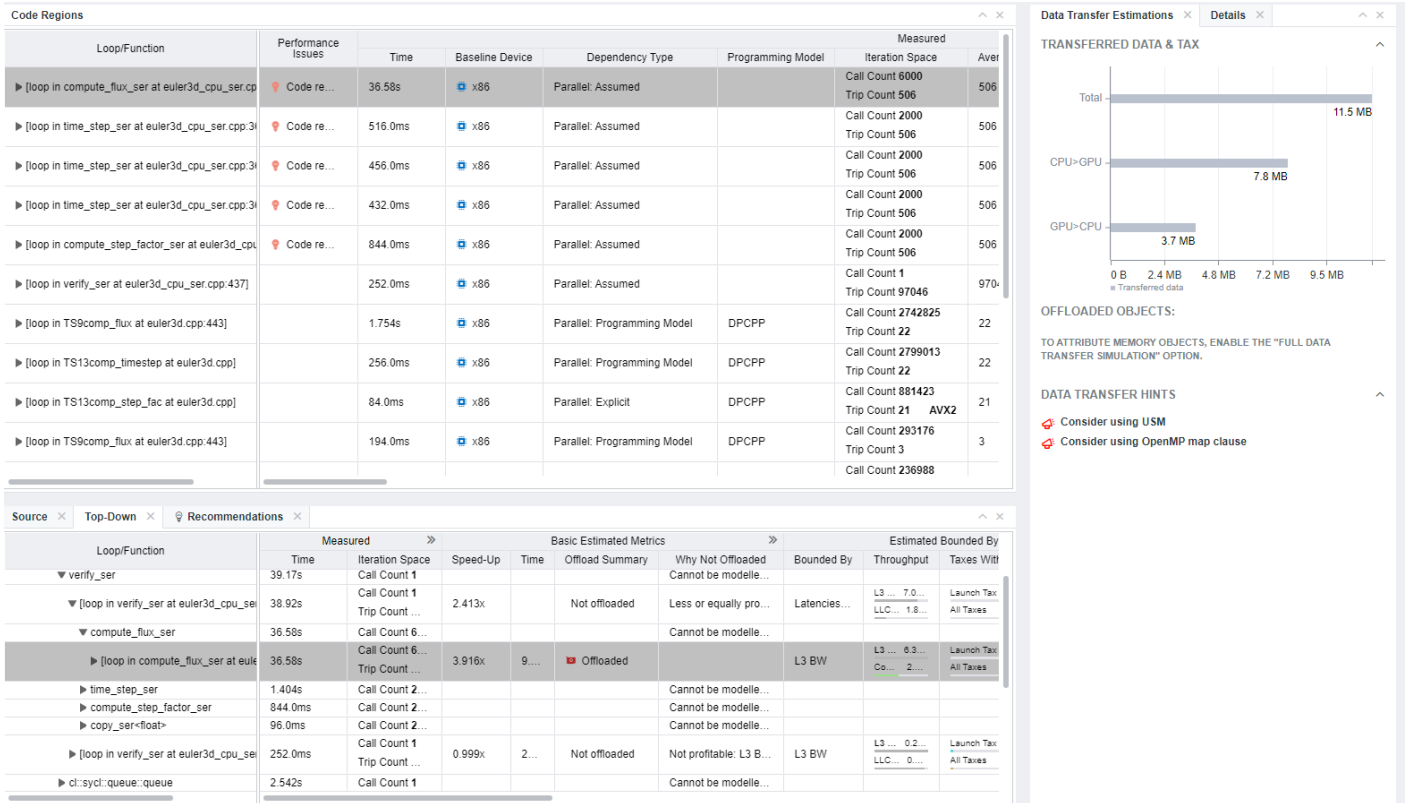 Code Regions
Loop/Function
Performance Issues
Measured
Time Baseline Device Dependency Type Programming Model Iteration Space Aver
[loop in compute_flux_ser at euler3d_cpu_ser.cp Code re... 36.58s x86 Parallel: Assumed Call Count 6000 506
Trip Count 506
[loop in time_step_ser at euler3d_cpu_ser.cpp:3 Code re... 516.0ms x86 Parallel: Assumed Call Count 2000 506
Trip Count 506
[loop in time_step_ser at euler3d_cpu_ser.cpp:3 Code re... 456.0ms x86 Parallel: Assumed Call Count 2000 506
Trip Count 506
[loop in time_step_ser at euler3d_cpu_ser.cpp:3 Code re... 432.0ms x86 Parallel: Assumed Call Count 2000 506
Trip Count 506
[loop in compute_step_factor_ser at euler3d_cpu Code re... 844.0ms x86 Parallel: Assumed Call Count 2000 506
Trip Count 506
[loop in verify_ser at euler3d_cpu_ser.cpp:437] 252.0ms x86 Parallel: Assumed Call Count 1 9704
Trip Count 97046
[loop in TS9comp_flux at euler3d.cpp:443] 1.754s x86 Parallel: Programming Model DPCPP Call Count 2742825 22
Trip Count 22
[loop in TS13comp_timestep at euler3d.cpp] 256.0ms x86 Parallel: Programming Model DPCPP Call Count 2799013 22
Trip Count 22
[loop in TS13comp_step_fac at euler3d.cpp] 84.0ms x86 Parallel: Explicit DPCPP Call Count 881423 21
Trip Count 21 AVX2
[loop in TS9comp_flux at euler3d.cpp:443] 194.0ms x86 Parallel: Programming Model DPCPP Call Count 293176 3
Trip Count 3
Call Count 236988
Source Top-Down Recommendations
Loop/Function
Measured Basic Estimated Metrics Estimated Bounded By
Time Iteration Space Speed-Up Time Offload Summary Why Not Offloaded Bounded By Throughput Taxes With
verify_ser 39.17s Call Count 1 Cannot be modelle...
[loop in verify_ser at euler3d_cpu_se 38.92s Call Count 1 2.413x Not offloaded Less or equally pro... Latencies... L3 ... 7.0... Launch Tax
Trip Count ... LLC... 1.8... All Taxes
compute_flux_ser 36.58s Call Count 6... Cannot be modelle...
[loop in compute_flux_ser at eule 36.58s Call Count 6... 3.916x 9.... Offloaded L3 BW L3 ... 6.3... Launch Tax
Trip Count ... Co... 2.... All Taxes
time_step_ser 1.404s Call Count 2... Cannot be modelle...
compute_step_factor_ser 844.0ms Call Count 2... Cannot be modelle...
copy_ser<float> 96.0ms Call Count 2... Cannot be modelle...
[loop in verify_ser at euler3d_cpu_se 252.0ms Call Count 1 0.999x 2... Not offloaded Not profitable: L3 B... L3 BW L3 ... 0.2... Launch Tax
Trip Count ... LLC... 0.... All Taxes
cl::sycl::queue::queue 2.542s Call Count 1 Cannot be modelle...
Data Transfer Estimations Details
TRANSFERRED DATA & TAX
Total
11.5 MB
CPU>GPU
7.8 MB
GPU>CPU
3.7 MB
0 B 2.4 MB 4.8 MB 7.2 MB 9.5 MB
Transferred data
OFFLOADED OBJECTS:
TO ATTRIBUTE MEMORY OBJECTS, ENABLE THE "FULL DATA
TRANSFER SIMULATION" OPTION.
DATA TRANSFER HINTS
Consider using USM
Consider using OpenMP map clause